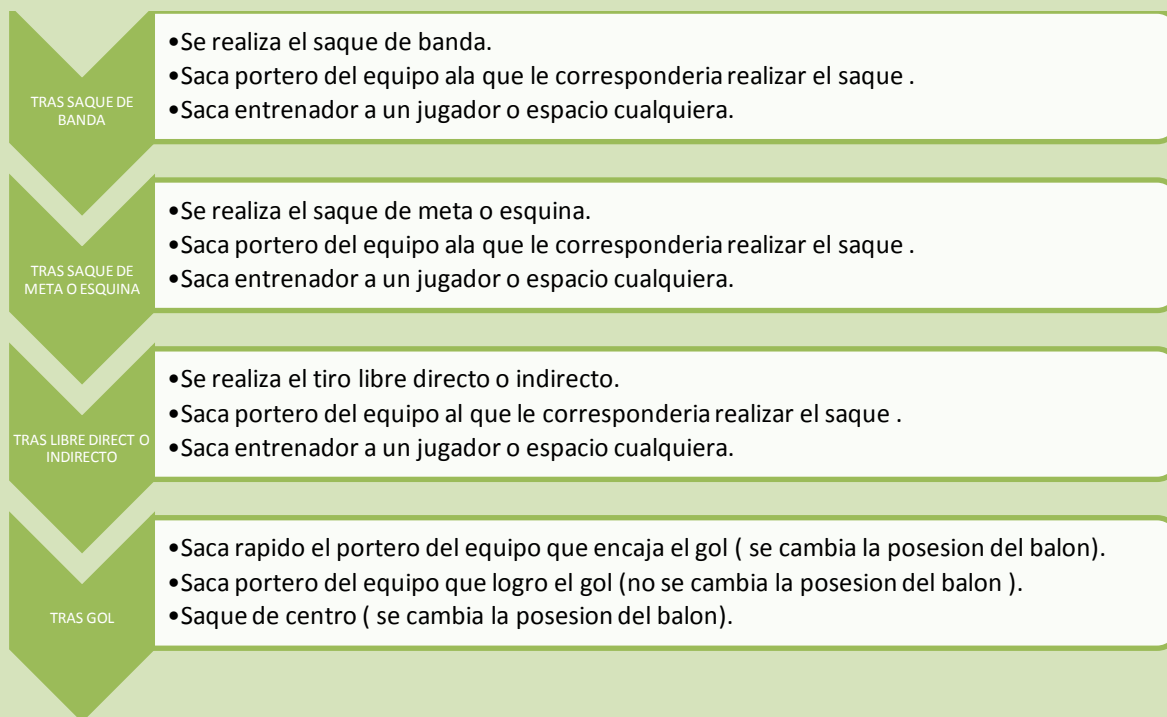 TRAS SAQUE DE
BANDA
•Se realiza el saque de banda.
•Saca portero del equipo ala que le corresponderia realizar el saque .
•Saca entrenador a un jugador o espacio cualquiera.
TRAS SAQUE DE
META O ESQUINA
•Se realiza el saque de meta o esquina.
•Saca portero del equipo ala que le corresponderia realizar el saque .
•Saca entrenador a un jugador o espacio cualquiera.
TRAS LIBRE DIRECT O
INDIRECTO
•Se realiza el tiro libre directo o indirecto.
•Saca portero del equipo al que le corresponderia realizar el saque .
•Saca entrenador a un jugador o espacio cualquiera.
TRAS GOL
•Saca rapido el portero del equipo que encaja el gol ( se cambia la posesion del balon).
•Saca portero del equipo que logro el gol (no se cambia la posesion del balon ).
•Saque de centro ( se cambia la posesion del balon).